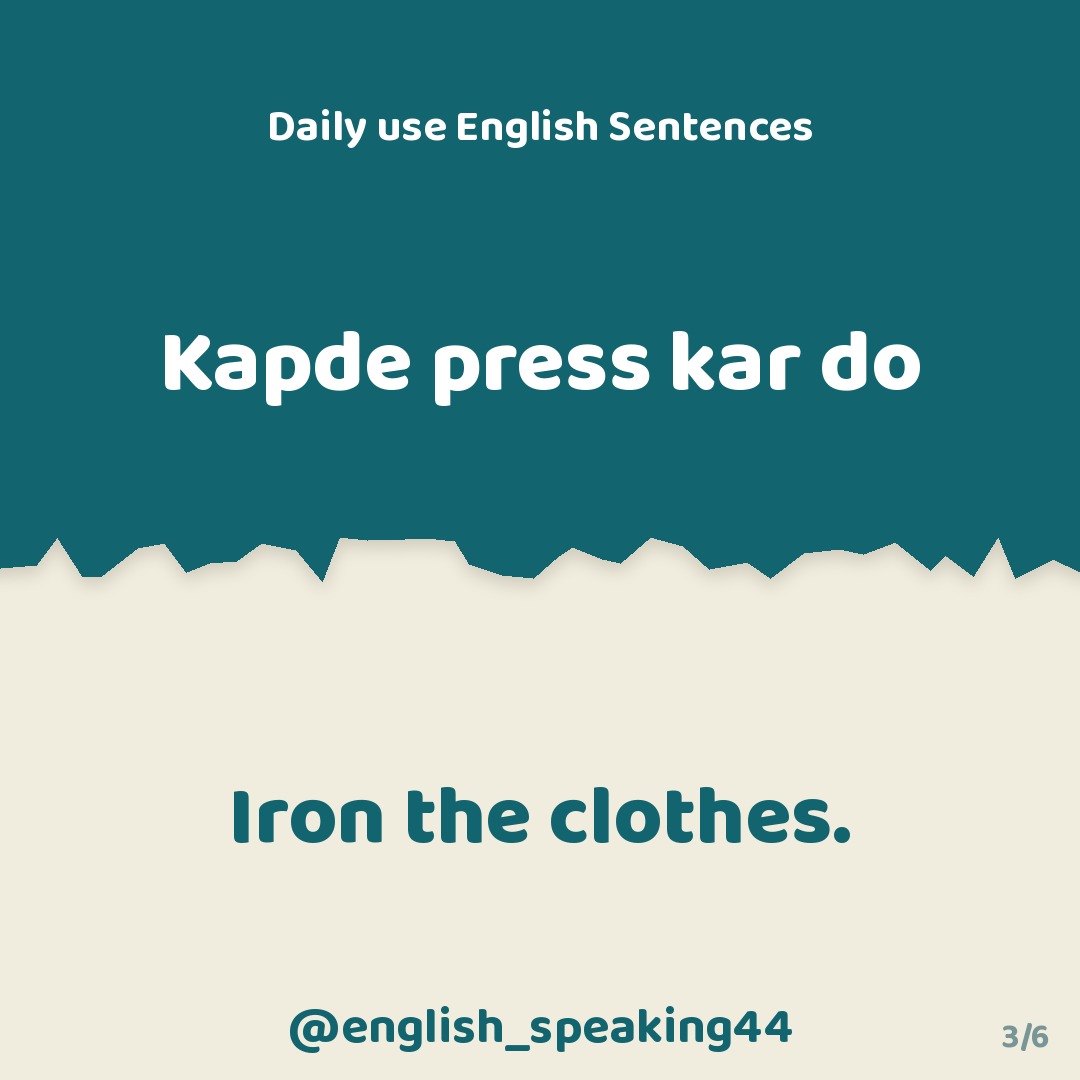 Daily use English Sentences
Kapde press kar do
Iron the clothes.
@english_speaking44
3/6